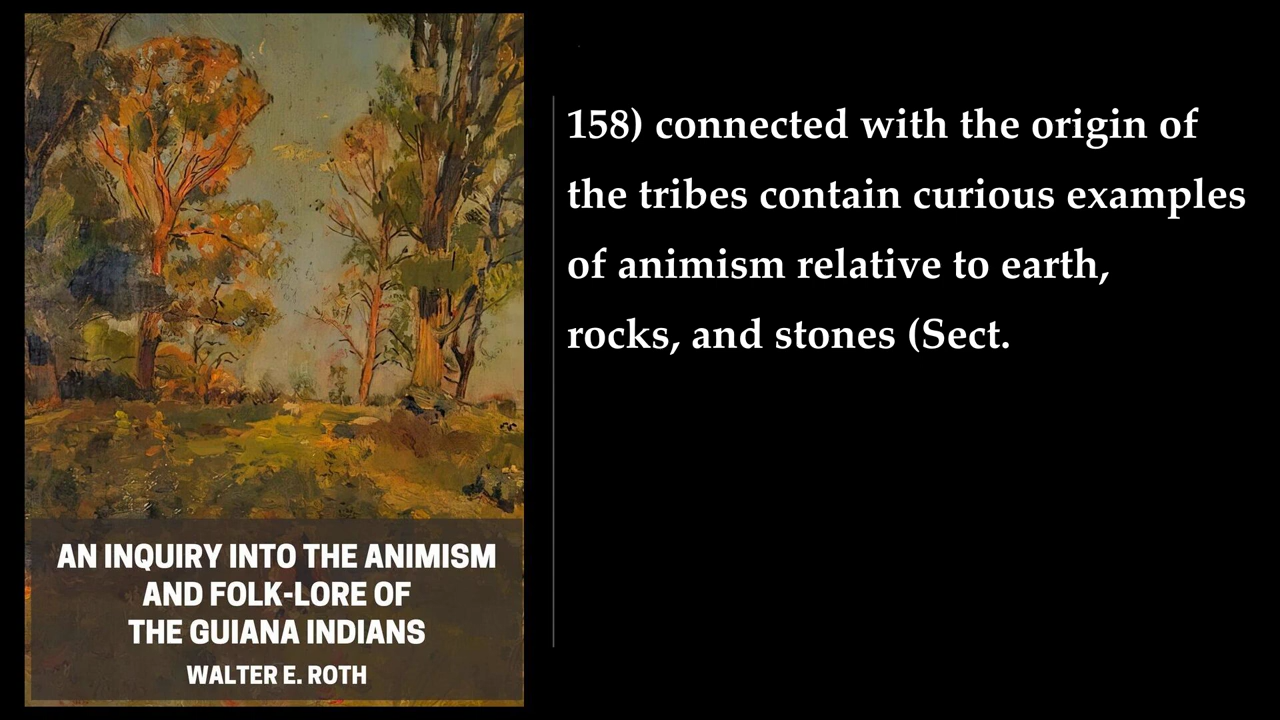 158) connected with the origin of
the tribes contain curious examples
of animism relative to earth,
rocks, and stones (Sect.
AN INQUIRY INTO THE ANIMISM
AND FOLK-LORE OF
THE GUIANA INDIANS
WALTER E. ROTH